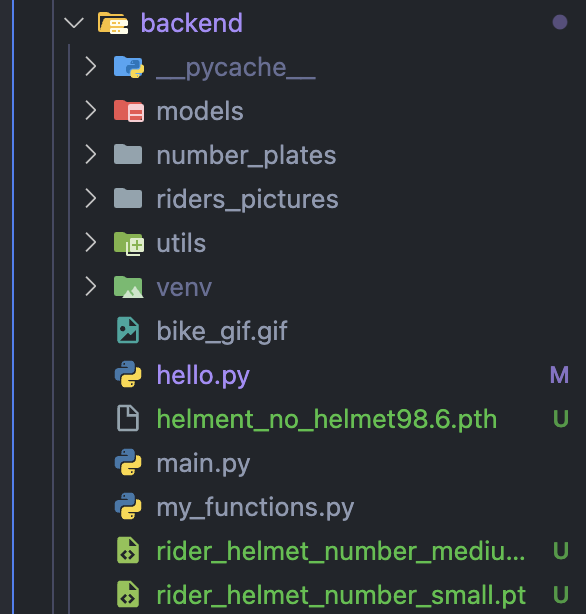 backend
__pycache__
models
number_plates
riders_pictures
utils
venv
bike_gif.gif
hello.py M
helment_no_helmet98.6.pth U
main.py
my_functions.py
rider_helmet_number_mediu... U
rider_helmet_number_small.pt U